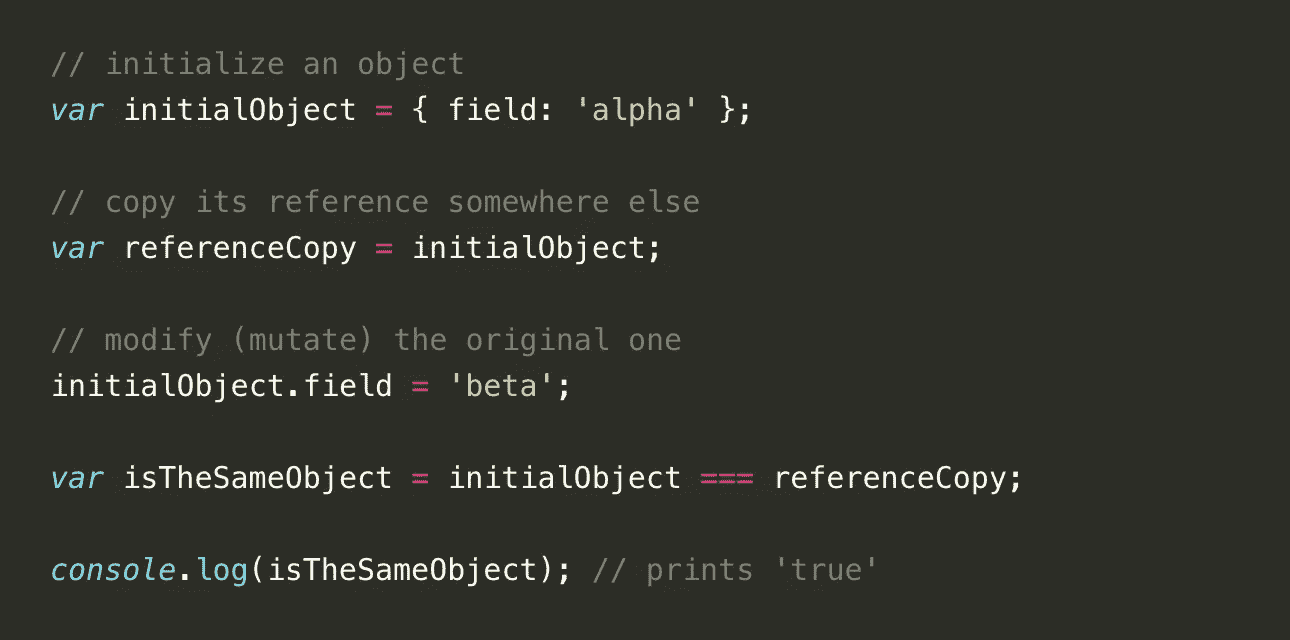 // initialize an object
var initialObject = { field: 'alpha' };
// copy its reference somewhere else
var referenceCopy = initialObject;
// modify (mutate) the original one
initialObject.field = 'beta';
var isTheSameObject = initialObject === referenceCopy;
console.log(isTheSameObject); // prints 'true'